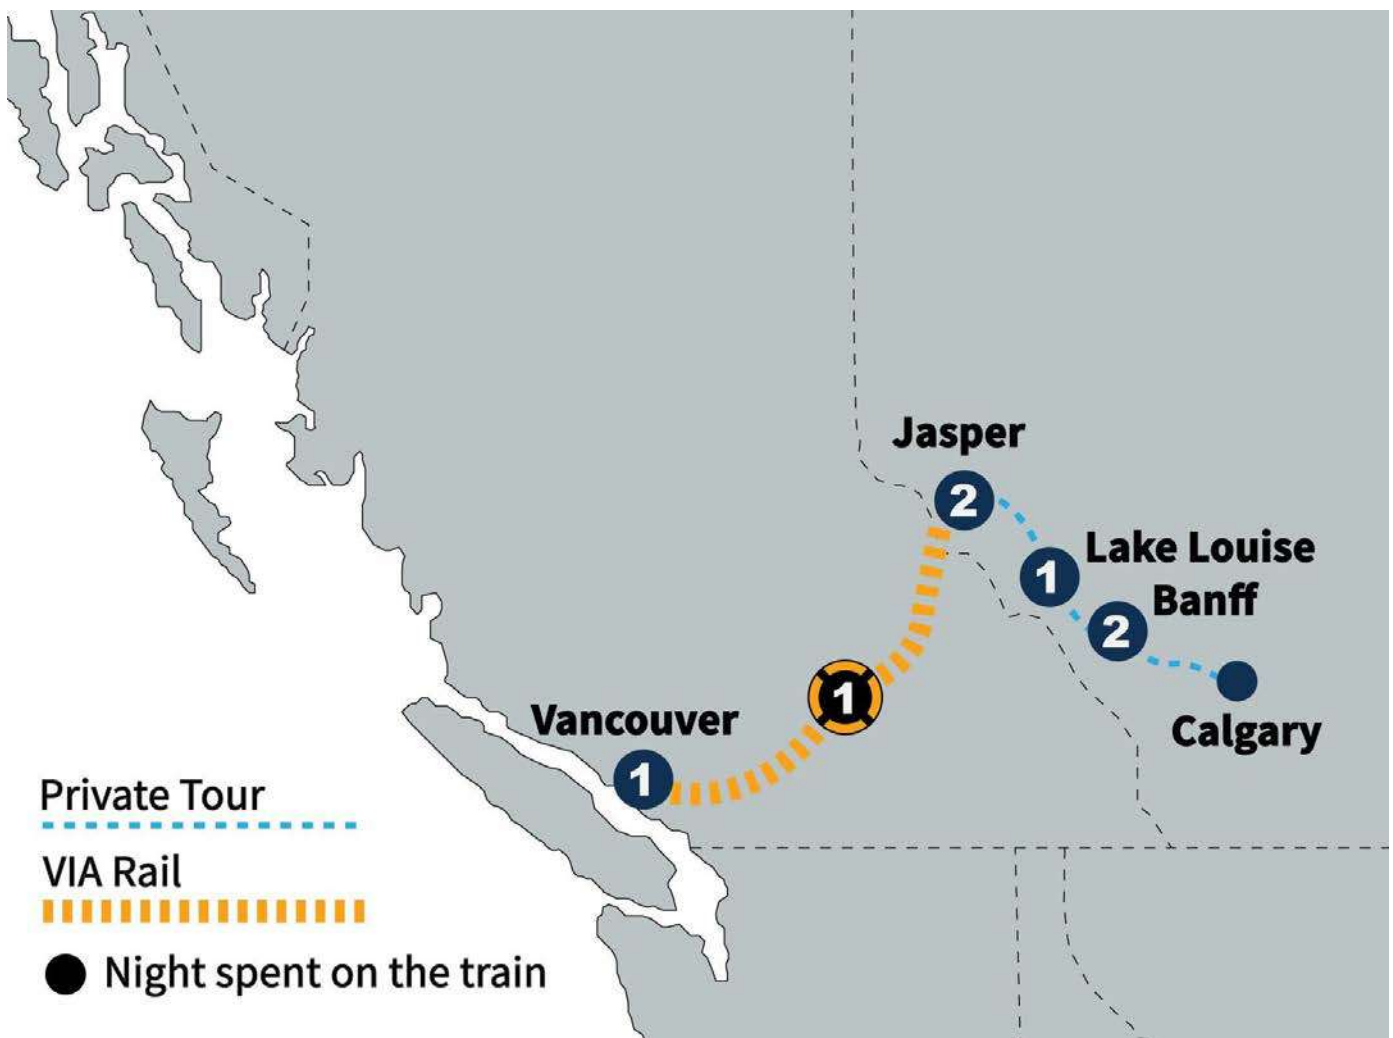 Jasper
2
Lake Louise
1
Banff
2
1
Vancouver
Calgary
1
Private Tour
VIA Rail
Night spent on the train